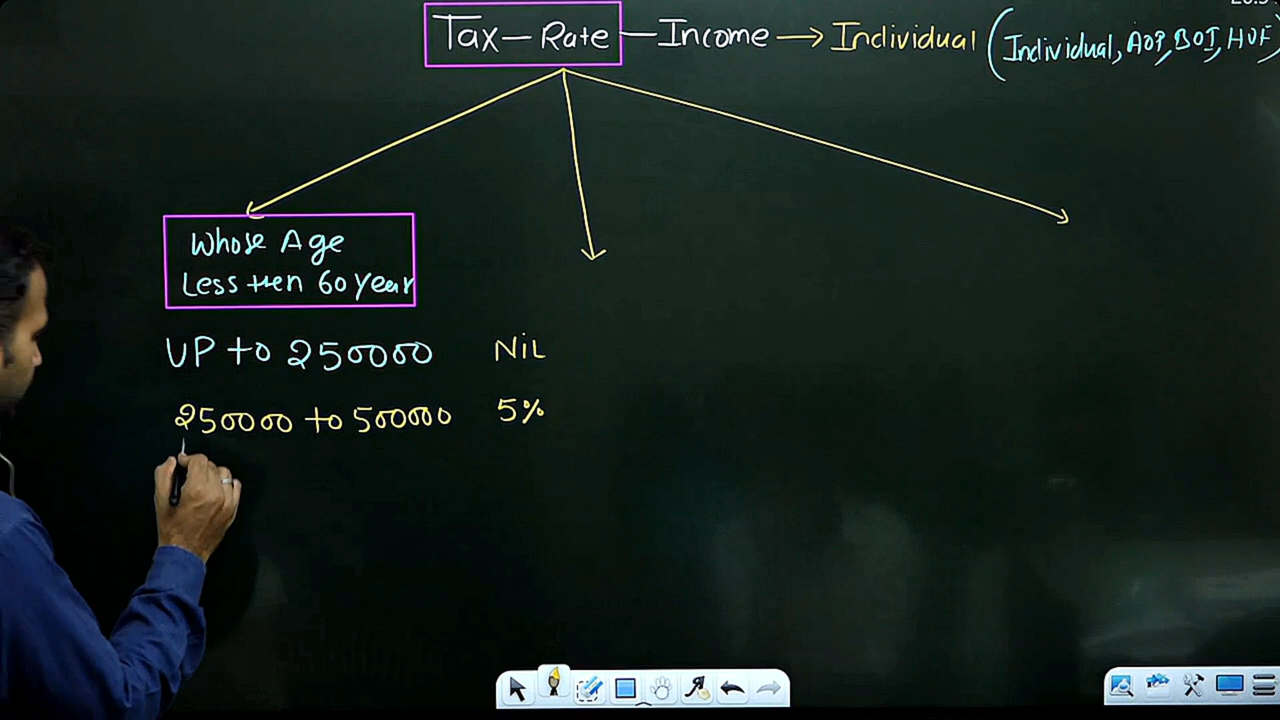 Tax - Rate - Income → Individual (Individual, AOP, BOI, HUF
Whose Age
Less then 60 year
UP to 250000 NiL
250000 to 500000 5%